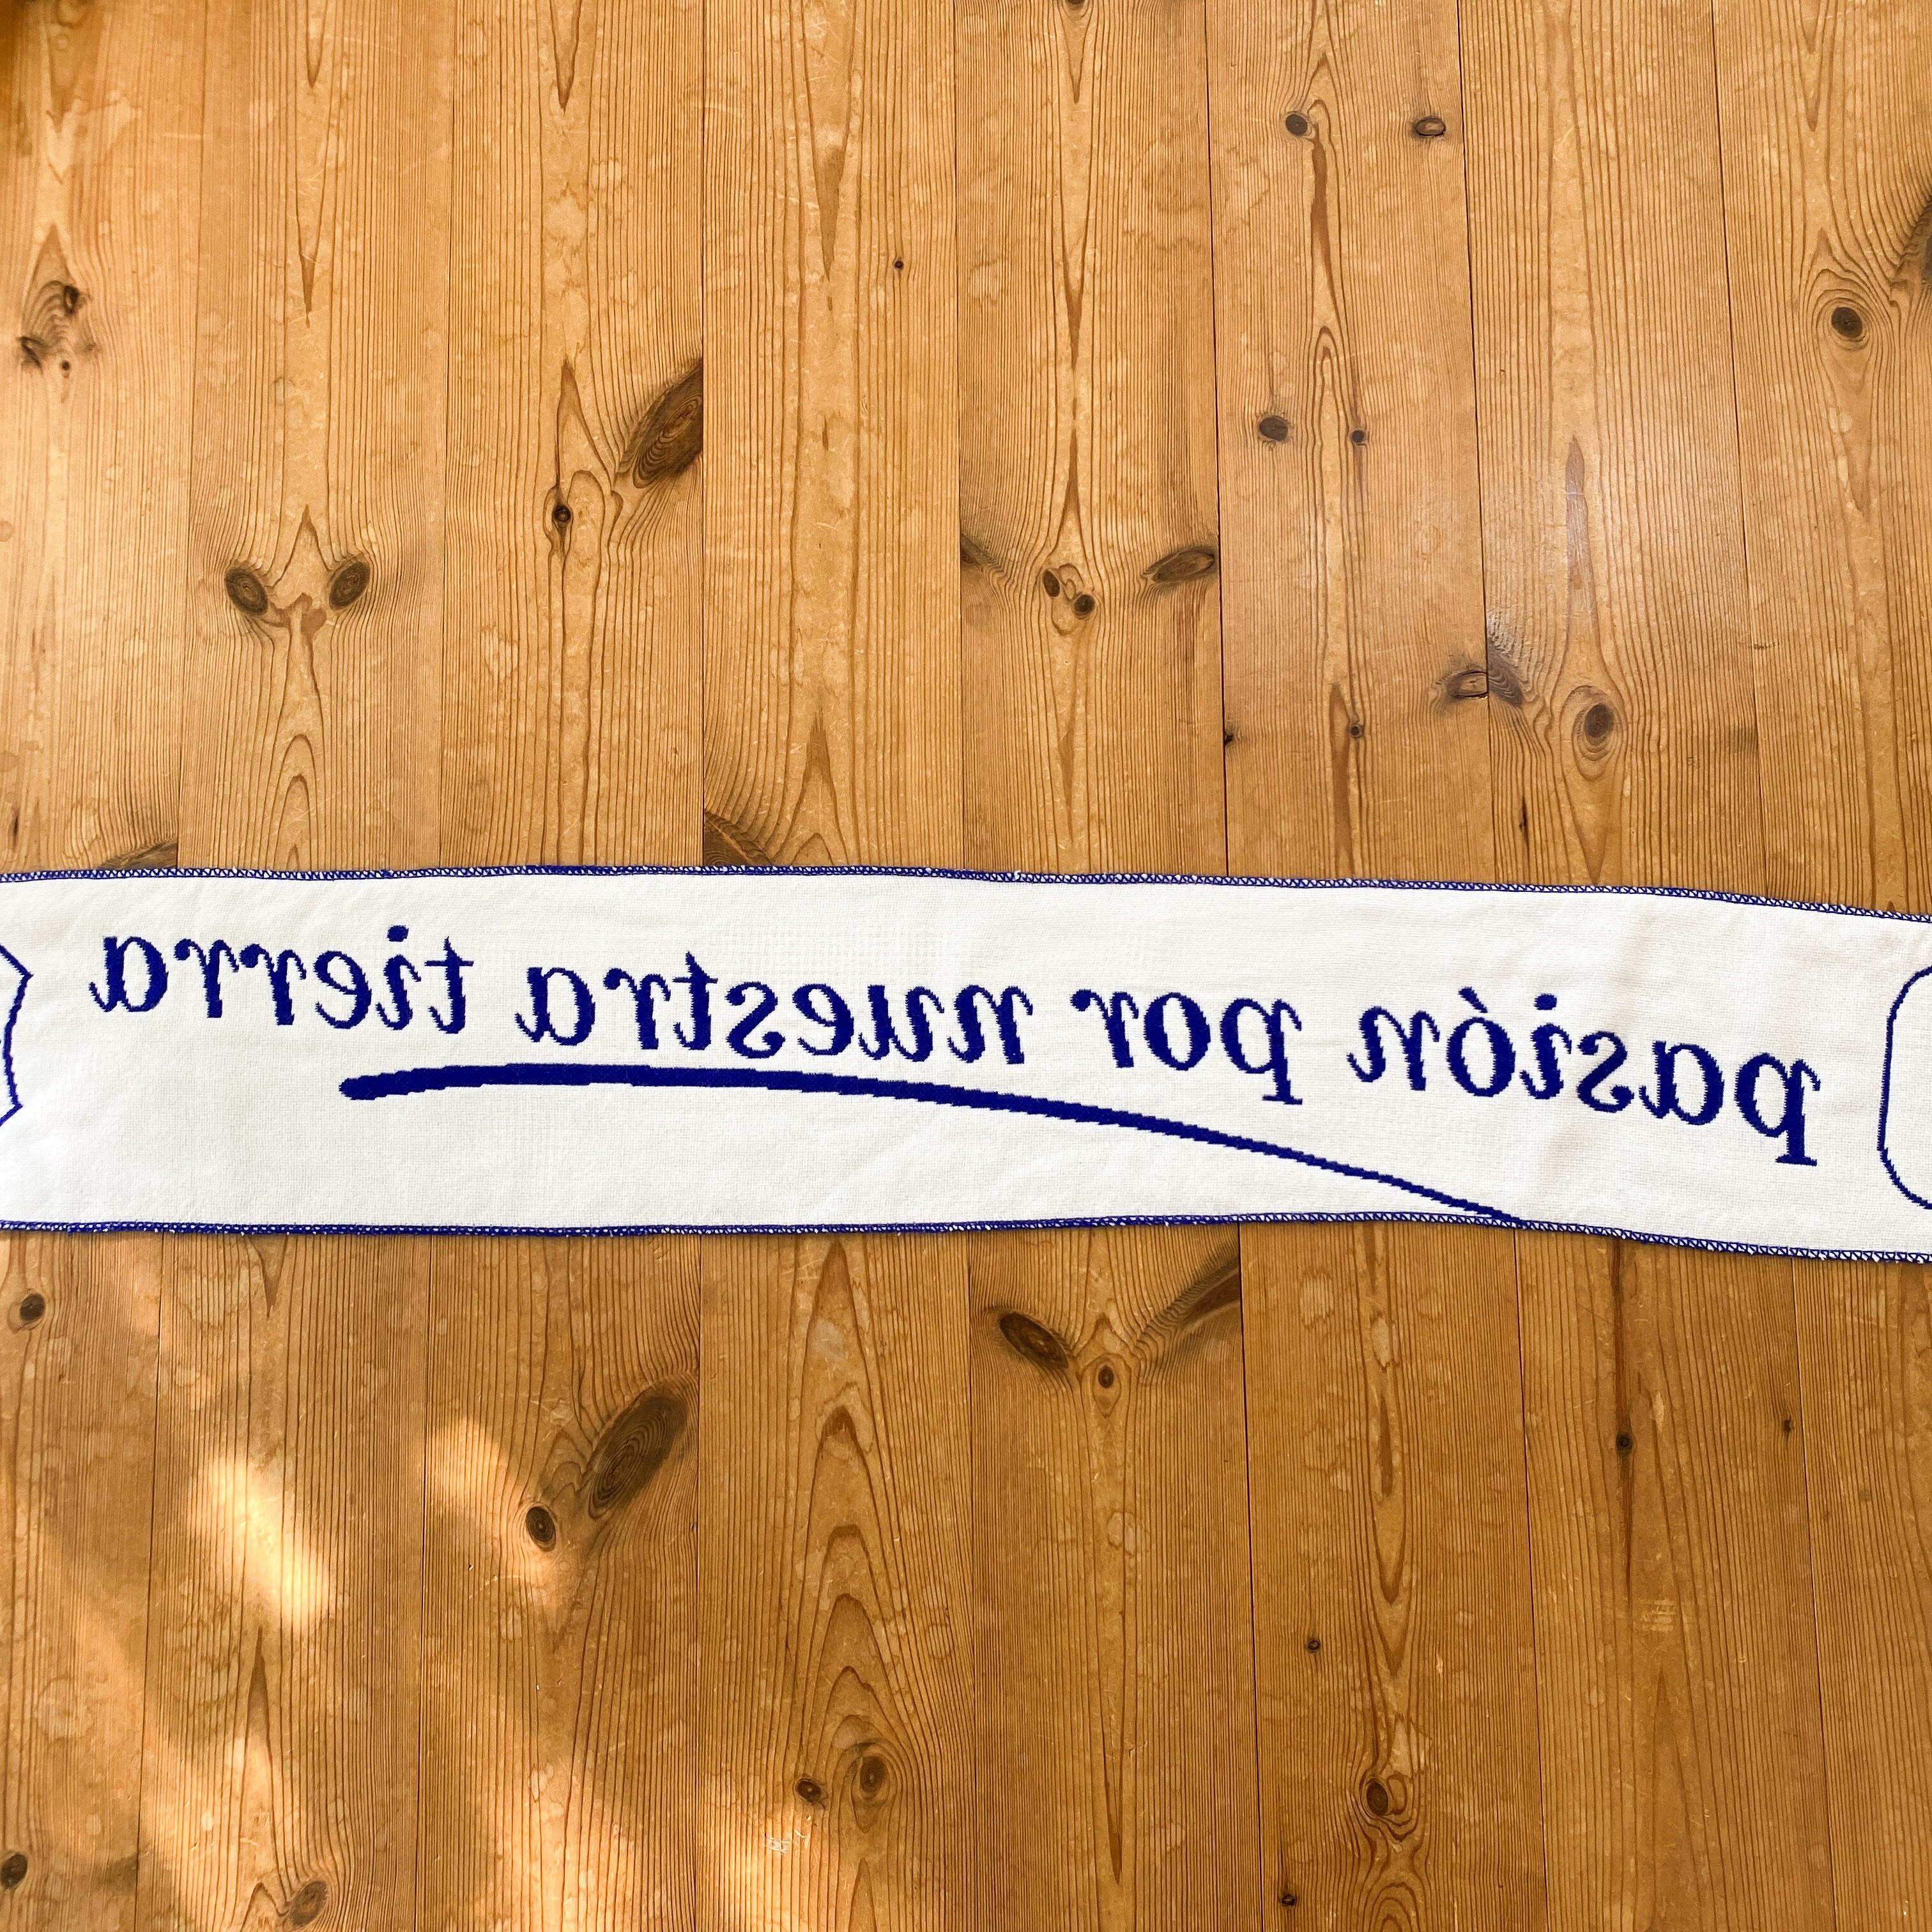 pasión por nuestra tierra